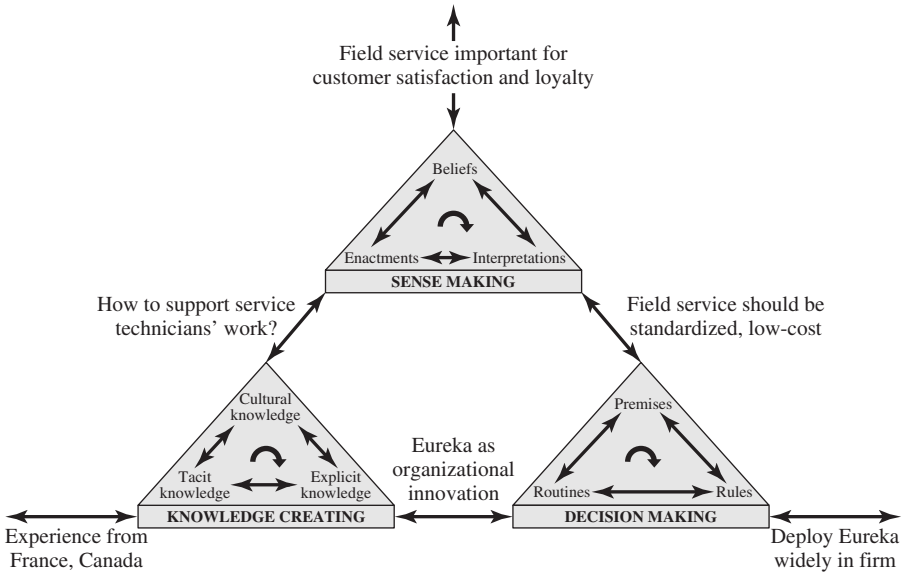 Field service important for
customer satisfaction and loyalty
Beliefs
Enactments
Interpretations
SENSE MAKING
How to support service
technicians’ work?
Field service should be
standardized, low-cost
Cultural
knowledge
Tacit
knowledge
Explicit
knowledge
KNOWLEDGE CREATING
Eureka as
organizational
innovation
Premises
Routines
Rules
DECISION MAKING
Experience from
France, Canada
Deploy Eureka
widely in firm